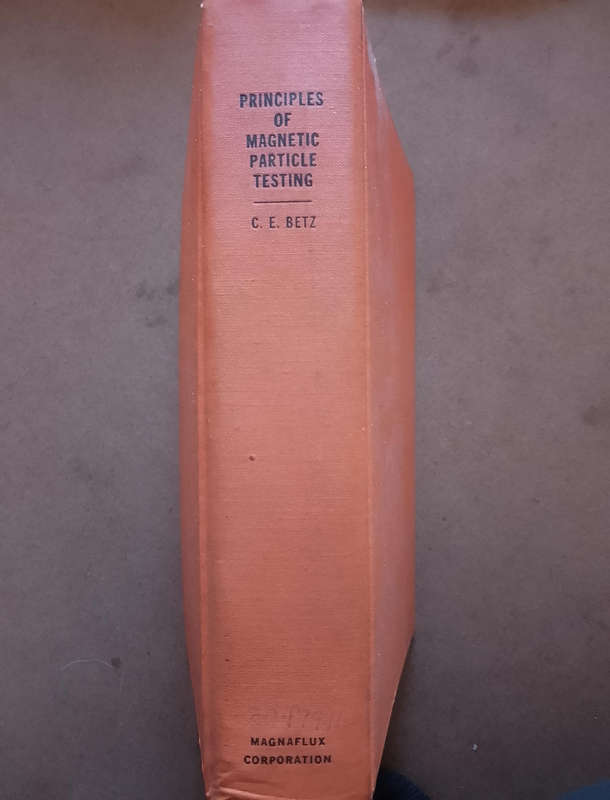 PRINCIPLES
OF
MAGNETIC
PARTICLE
TESTING
C. E. BETZ
MAGNAFLUX
CORPORATION